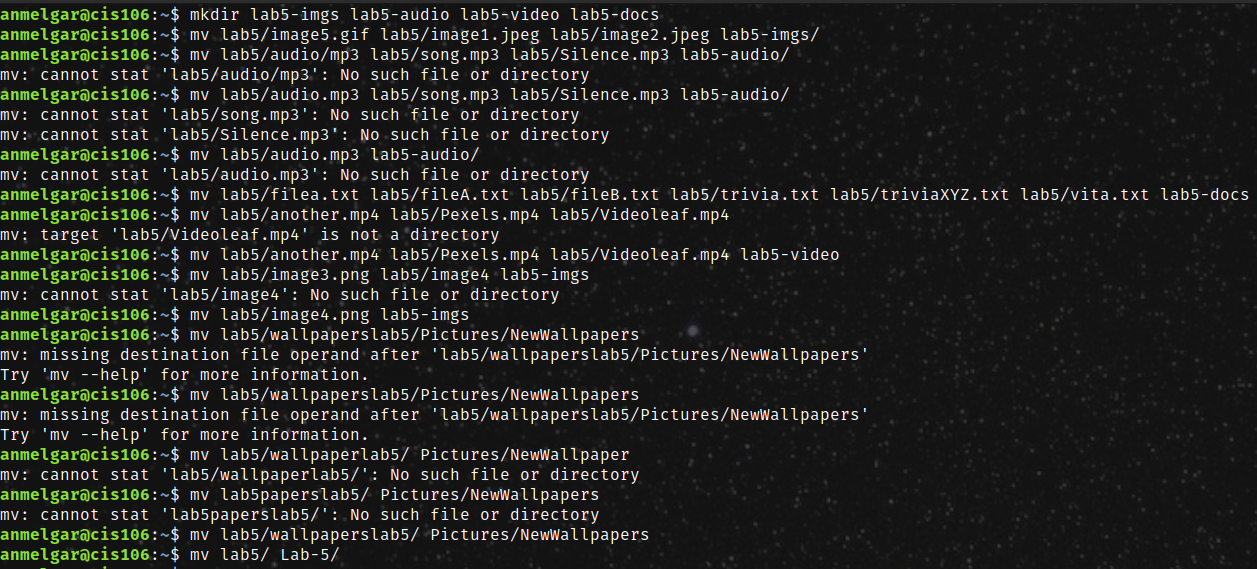 anmelgar@cis106:~$ mkdir lab5-imgs lab5-audio lab5-video lab5-docs
anmelgar@cis106:~$ mv lab5/image5.gif lab5/image1.jpeg lab5/image2.jpeg lab5-imgs/
anmelgar@cis106:~$ mv lab5/audio/mp3 lab5/song.mp3 lab5/Silence.mp3 lab5-audio/
mv: cannot stat 'lab5/audio/mp3': No such file or directory
anmelgar@cis106:~$ mv lab5/audio.mp3 lab5/song.mp3 lab5/Silence.mp3 lab5-audio/
mv: cannot stat 'lab5/song.mp3': No such file or directory
mv: cannot stat 'lab5/Silence.mp3': No such file or directory
anmelgar@cis106:~$ mv lab5/audio.mp3 lab5-audio/
mv: cannot stat 'lab5/audio.mp3': No such file or directory
anmelgar@cis106:~$ mv lab5/filea.txt lab5/fileA.txt lab5/fileB.txt lab5/trivia.txt lab5/triviaXYZ.txt lab5/vita.txt lab5-docs
anmelgar@cis106:~$ mv lab5/another.mp4 lab5/Pexels.mp4 lab5/Videoleaf.mp4
mv: target 'lab5/Videoleaf.mp4' is not a directory
anmelgar@cis106:~$ mv lab5/another.mp4 lab5/Pexels.mp4 lab5/Videoleaf.mp4 lab5-video
anmelgar@cis106:~$ mv lab5/image3.png lab5/image4 lab5-imgs
mv: cannot stat 'lab5/image4': No such file or directory
anmelgar@cis106:~$ mv lab5/image4.png lab5-imgs
anmelgar@cis106:~$ mv lab5/wallpaperslab5/Pictures/NewWallpapers
mv: missing destination file operand after 'lab5/wallpaperslab5/Pictures/NewWallpapers'
Try 'mv --help' for more information.
anmelgar@cis106:~$ mv lab5/wallpaperslab5/Pictures/NewWallpapers
mv: missing destination file operand after 'lab5/wallpaperslab5/Pictures/NewWallpapers'
Try 'mv --help' for more information.
anmelgar@cis106:~$ mv lab5/wallpaperlab5/ Pictures/NewWallpaper
mv: cannot stat 'lab5/wallpaperlab5/': No such file or directory
anmelgar@cis106:~$ mv lab5paperslab5/ Pictures/NewWallpapers
mv: cannot stat 'lab5paperslab5/': No such file or directory
anmelgar@cis106:~$ mv lab5/wallpaperslab5/ Pictures/NewWallpapers
anmelgar@cis106:~$ mv lab5/ Lab-5/